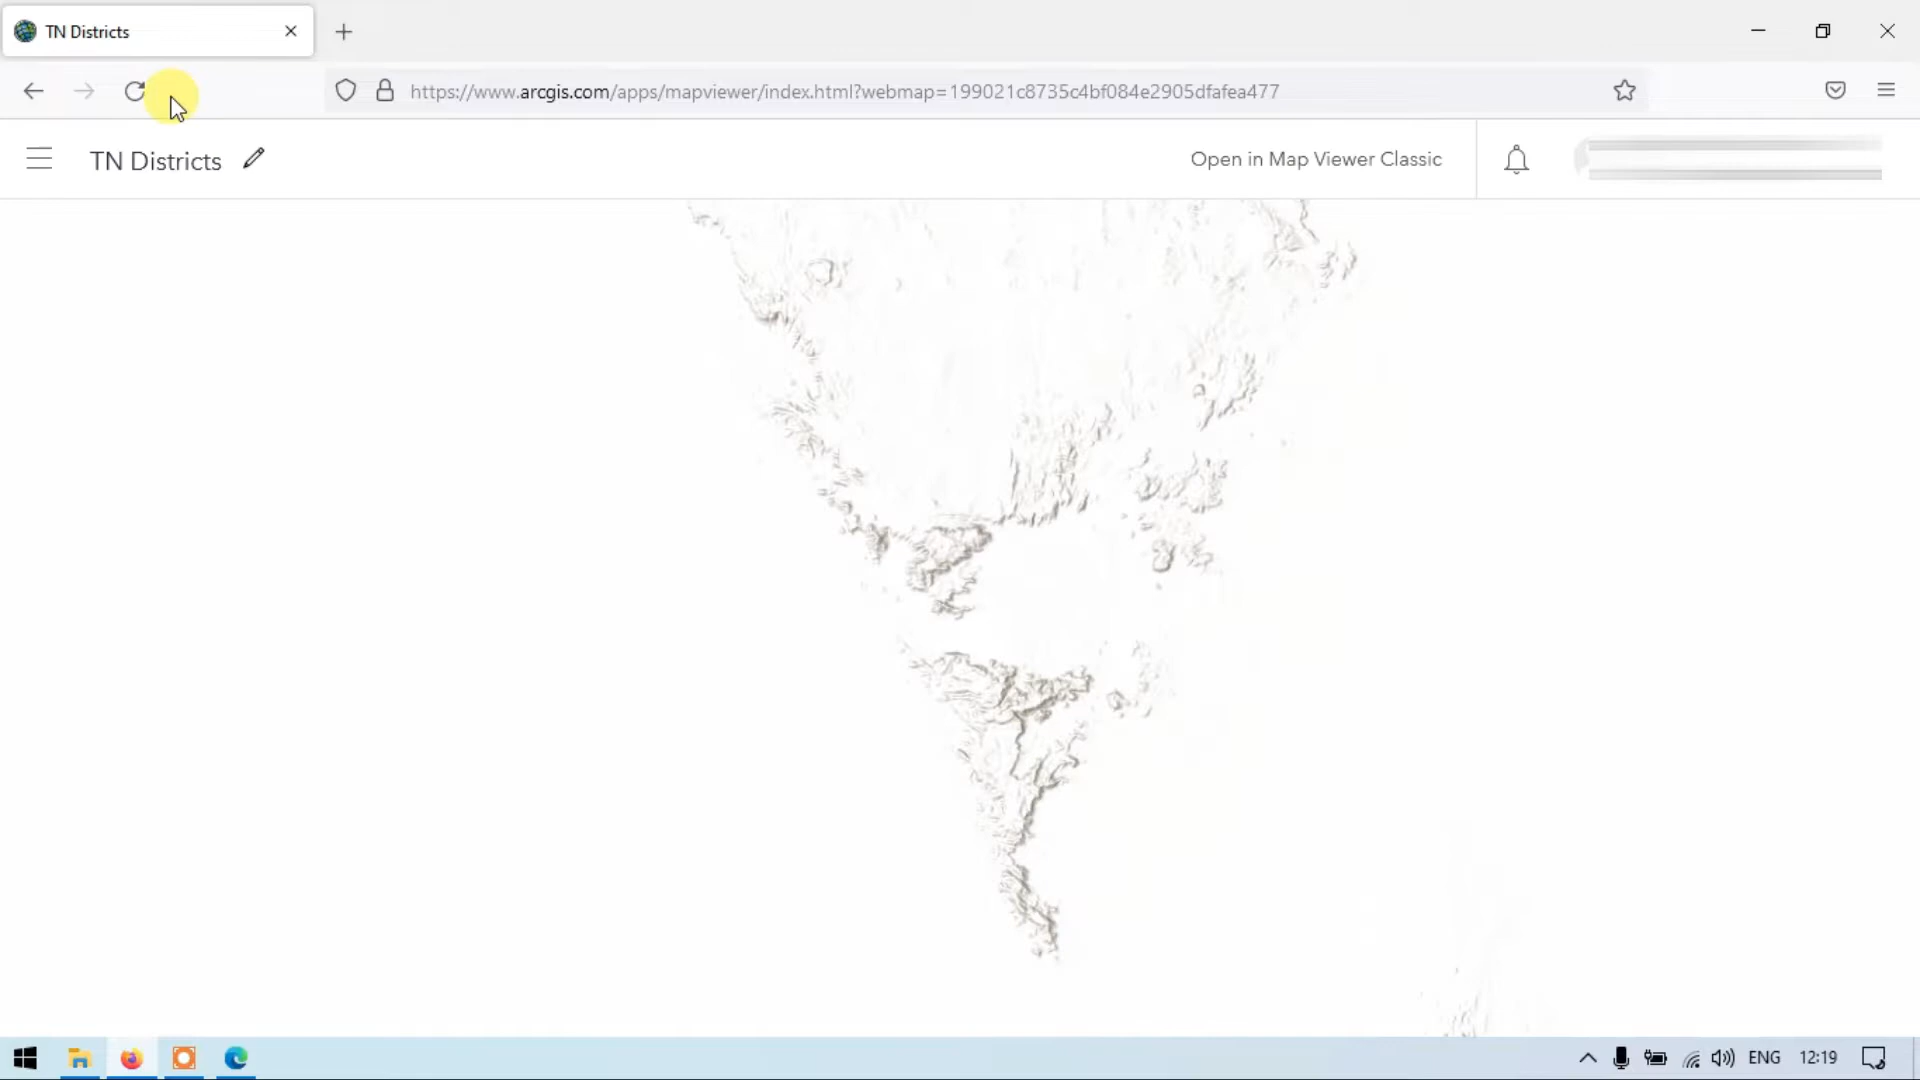 TN Districts
https://www.arcgis.com/apps/mapviewer/index.html?webmap=199021c8735c4bf084e2905dfafea477
TN Districts
Open in Map Viewer Classic
ENG
12:19